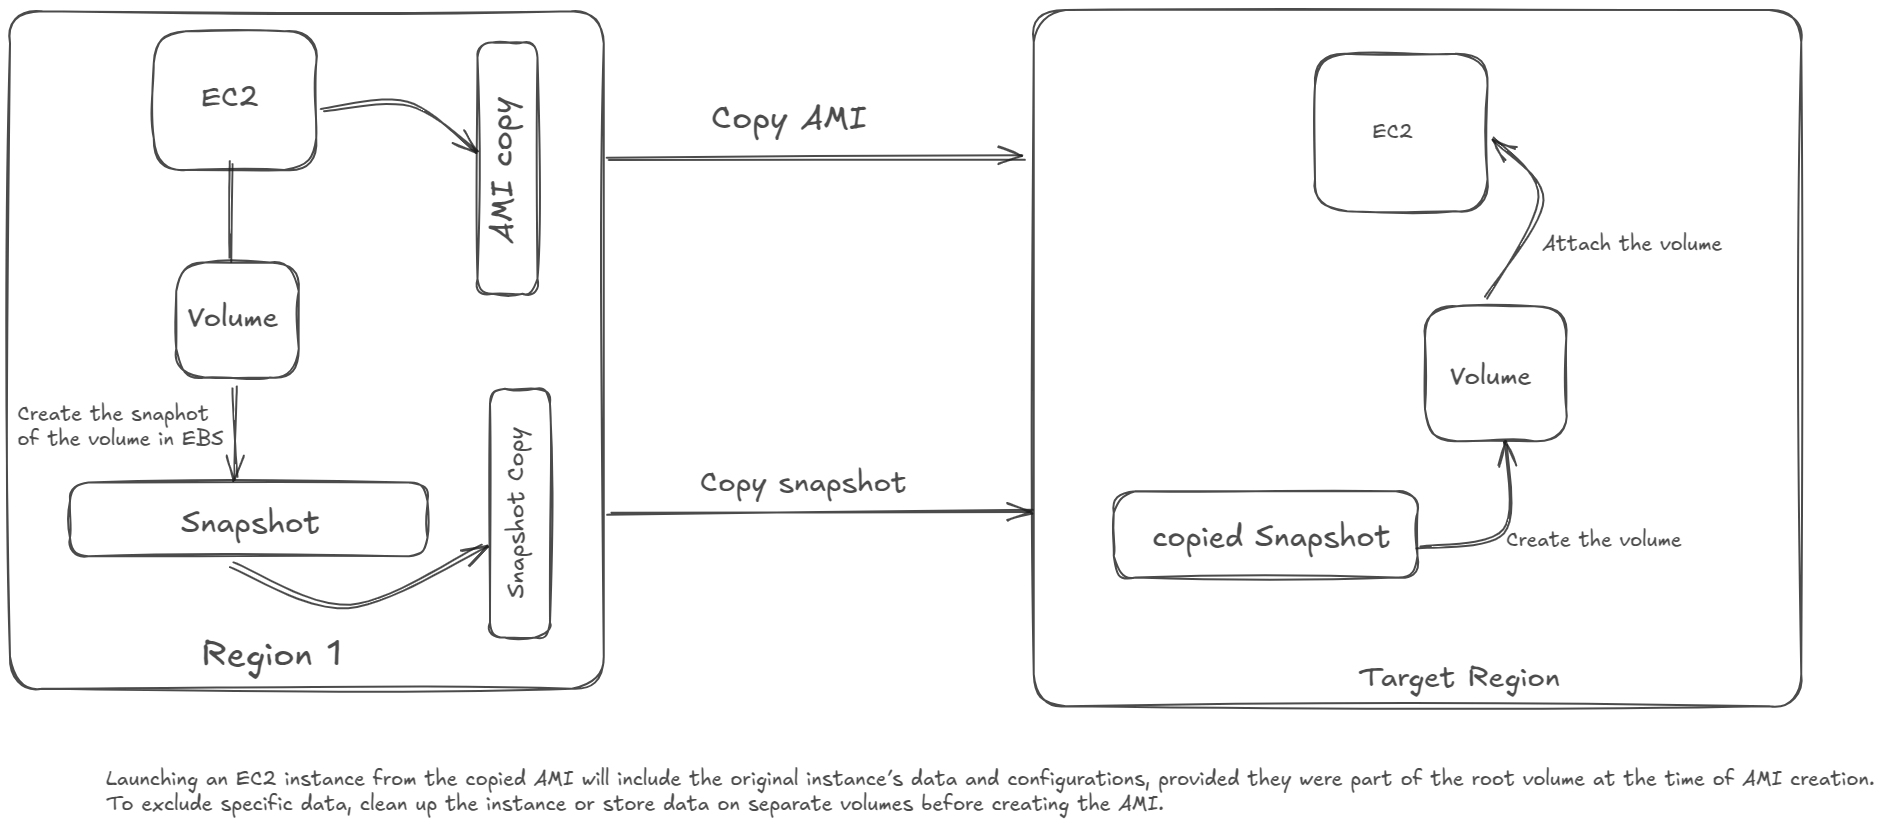 EC2
AMI copy
Volume
Create the snaphot
of the volume in EBS
Snapshot
Snapshot Copy
Region 1
Copy AMI
Copy snapshot
EC2
Attach the volume
Volume
copied Snapshot
Create the volume
Target Region
Launching an EC2 instance from the copied AMI will include the original instance's data and configurations, provided they were part of the root volume at the time of AMI creation.
To exclude specific data, clean up the instance or store data on separate volumes before creating the AMI.